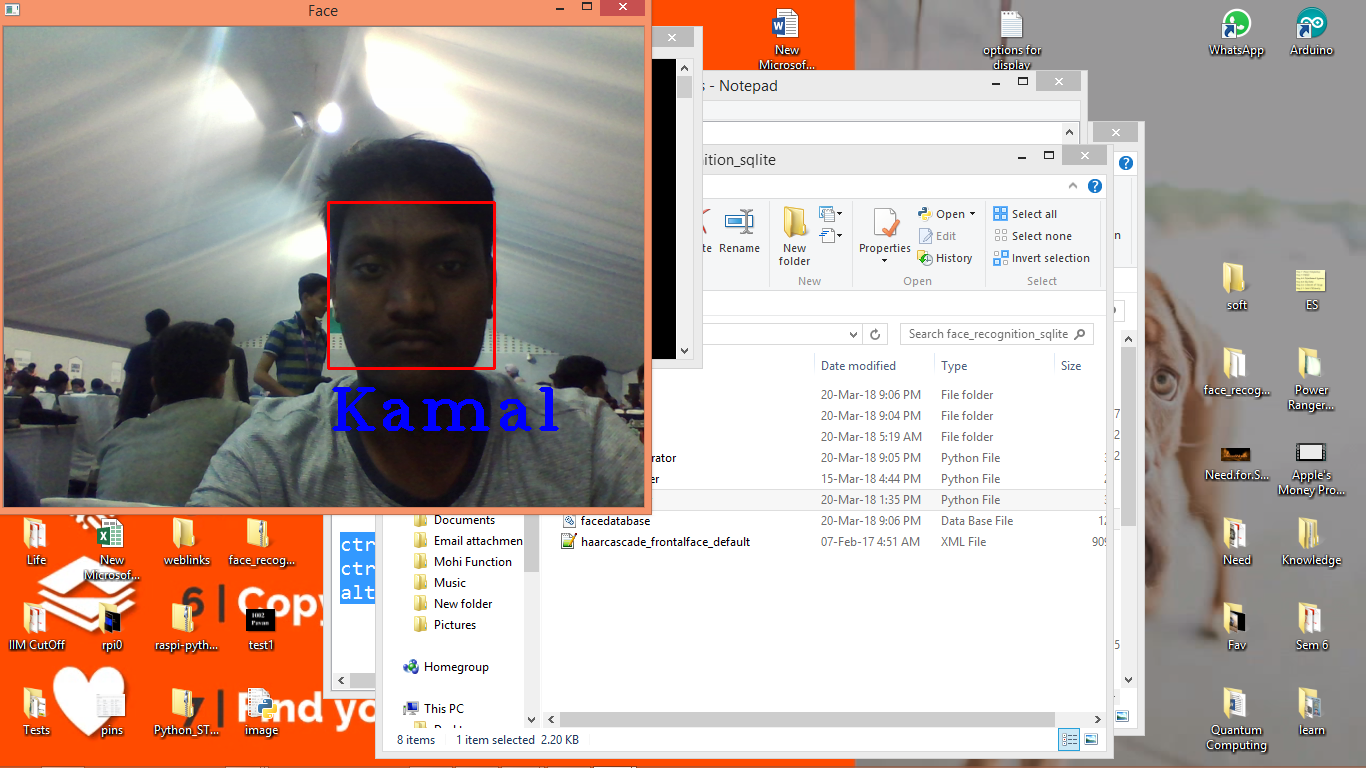 Face
Kamal
New
Microsof...
options for
display
WhatsApp
Arduino
s - Notepad
nition_sqlite
Rename
New
folder
New
Properties
Open
Edit
History
Open
Select all
Select none
Invert selection
Select
Search face_recognition_sqlite
Date modified
Type
Size
20-Mar-18 9:06 PM
File folder
20-Mar-18 9:04 PM
File folder
20-Mar-18 5:19 AM
File folder
rator
20-Mar-18 9:05 PM
Python File
er
15-Mar-18 4:44 PM
Python File
20-Mar-18 1:35 PM
Python File
facedatabase
20-Mar-18 9:06 PM
Data Base File
12
haarcascade_frontalface_default
07-Feb-17 4:51 AM
XML File
909
Documents
Email attachmen
Mohi Function
Music
New folder
Pictures
Homegroup
This PC
8 items
1 item selected 2.20 KB
ctr
ctr
alt
6 | Copy
7 | Find yo
Life
New
Microsof...
weblinks
face_recog...
IIM CutOff
rpi0
raspi-pyth...
1002
Pavan
test1
Tests
pins
Python_ST...
image
soft
ES
face_recog...
Power
Ranger...
Need.for.S...
Apple's
Money Pro...
Need
Knowledge
Fav
Sem 6
Quantum
Computing
learn